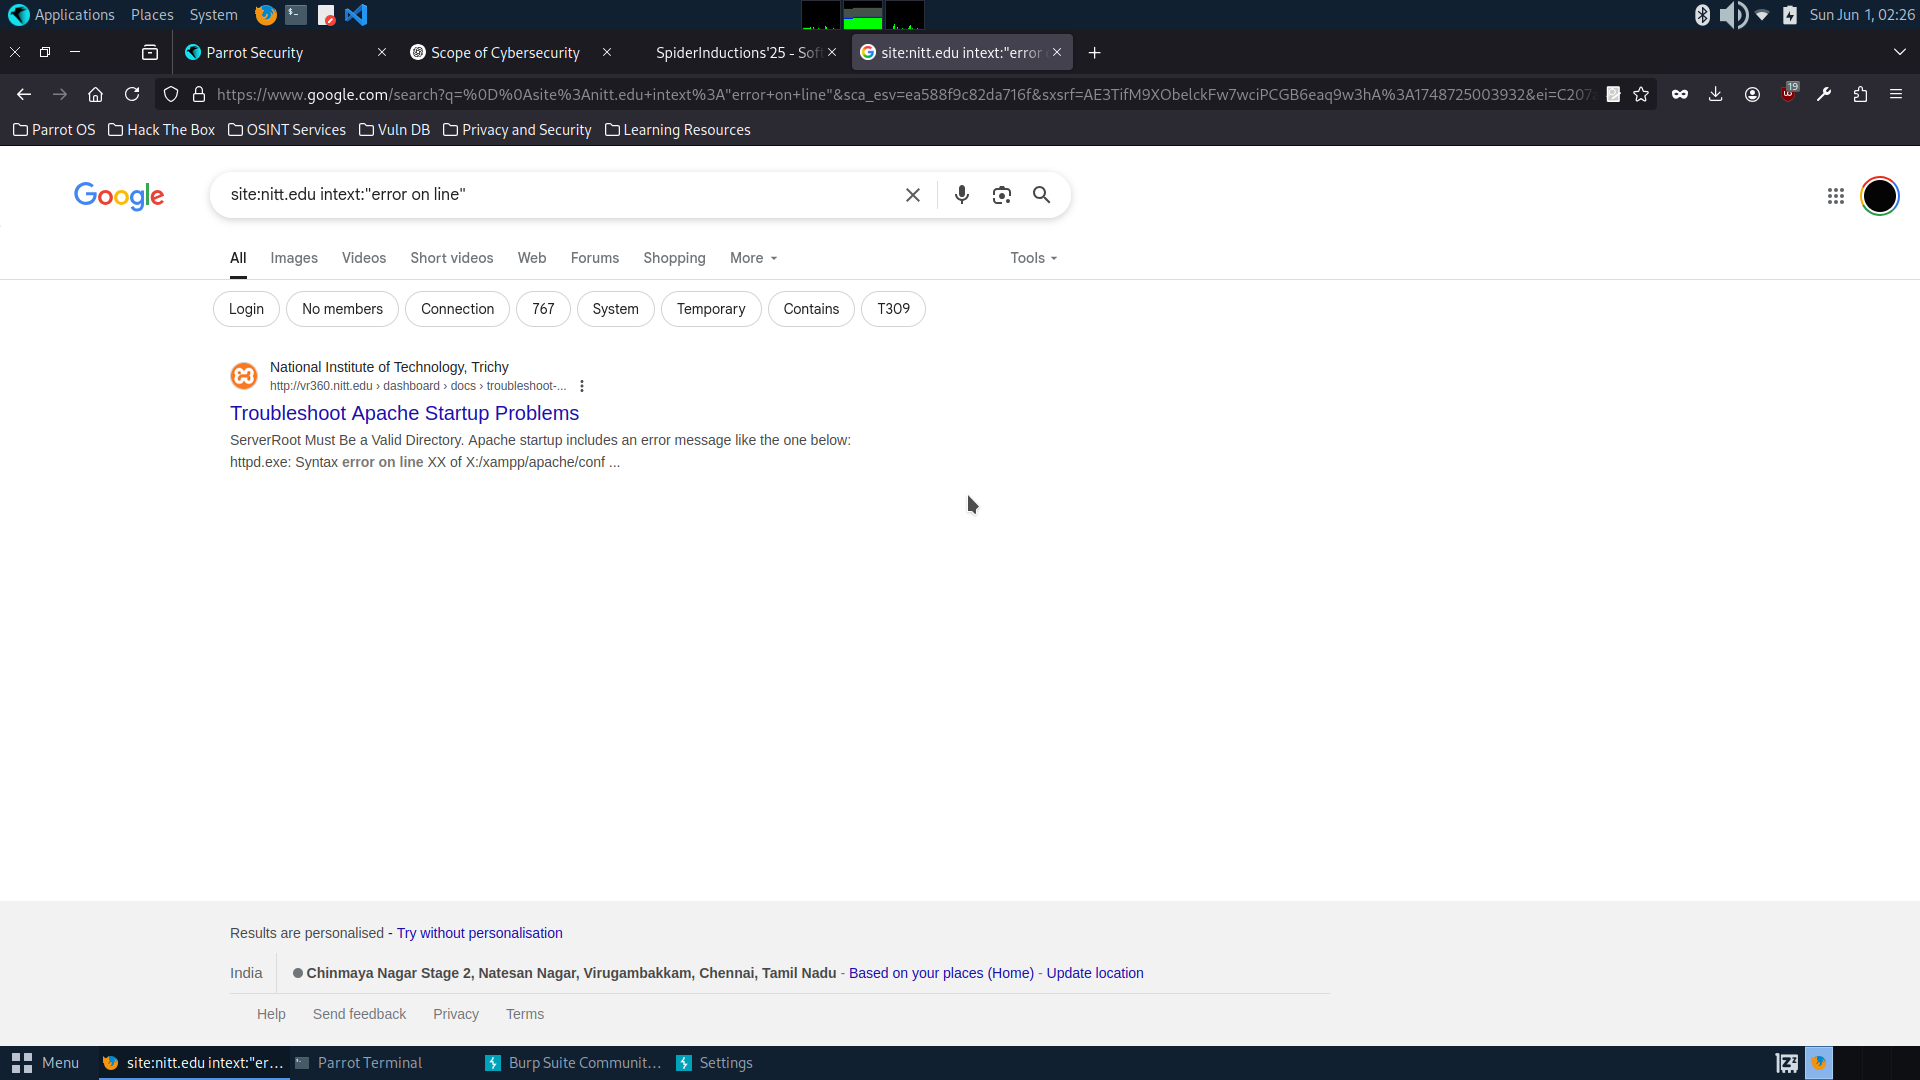 Applications Places System
Sun Jun 1, 02:26
Parrot Security
Scope of Cybersecurity
SpiderInductions'25 - Soft
site:nitt.edu intext:"error
https://www.google.com/search?q=%0D%0Asite%3Anitt.edu+intext%3A"error+on+line"&sca_esv=ea588f9c82da716f&sxsrf=AE3TifM9XObelckFw7wciPCGB6eaq9w3hA%3A1748725003932&ei=C207
19
Parrot OS Hack The Box OSINT Services Vuln DB Privacy and Security Learning Resources
Google
site:nitt.edu intext:"error on line"
All Images Videos Short videos Web Forums Shopping More Tools
Login No members Connection 767 System Temporary Contains T309
National Institute of Technology, Trichy
http://vr360.nitt.edu › dashboard › docs › troubleshoot-...
Troubleshoot Apache Startup Problems
ServerRoot Must Be a Valid Directory. Apache startup includes an error message like the one below:
httpd.exe: Syntax error on line XX of X:/xampp/apache/conf ...
Results are personalised - Try without personalisation
India
Chinmaya Nagar Stage 2, Natesan Nagar, Virugambakkam, Chennai, Tamil Nadu - Based on your places (Home) - Update location
Help Send feedback Privacy Terms
Menu
site:nitt.edu intext:"er...
Parrot Terminal
Burp Suite Communit...
Settings